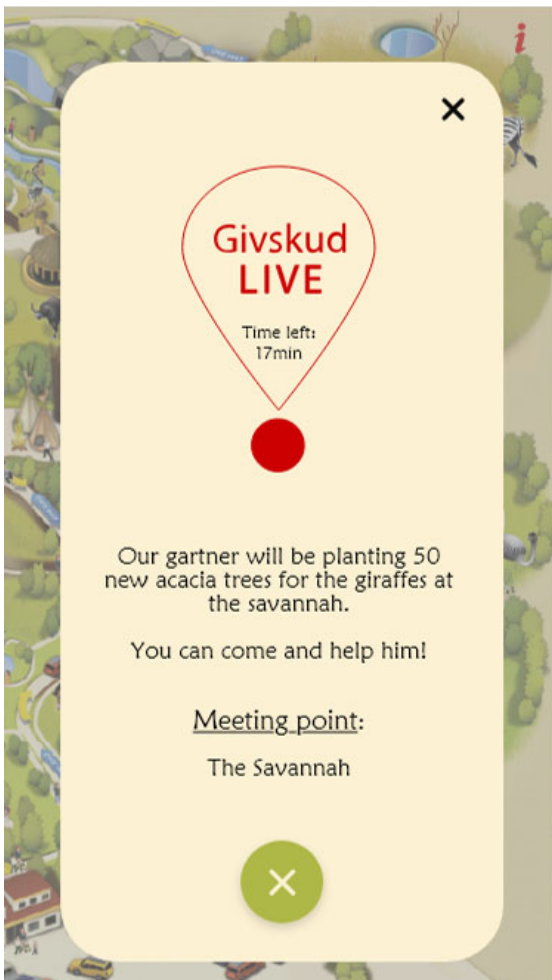 Givskud
LIVE
Time left:
17min
Our gartner will be planting 50
new acacia trees for the giraffes at
the savannah.
You can come and help him!
Meeting point:
The Savannah